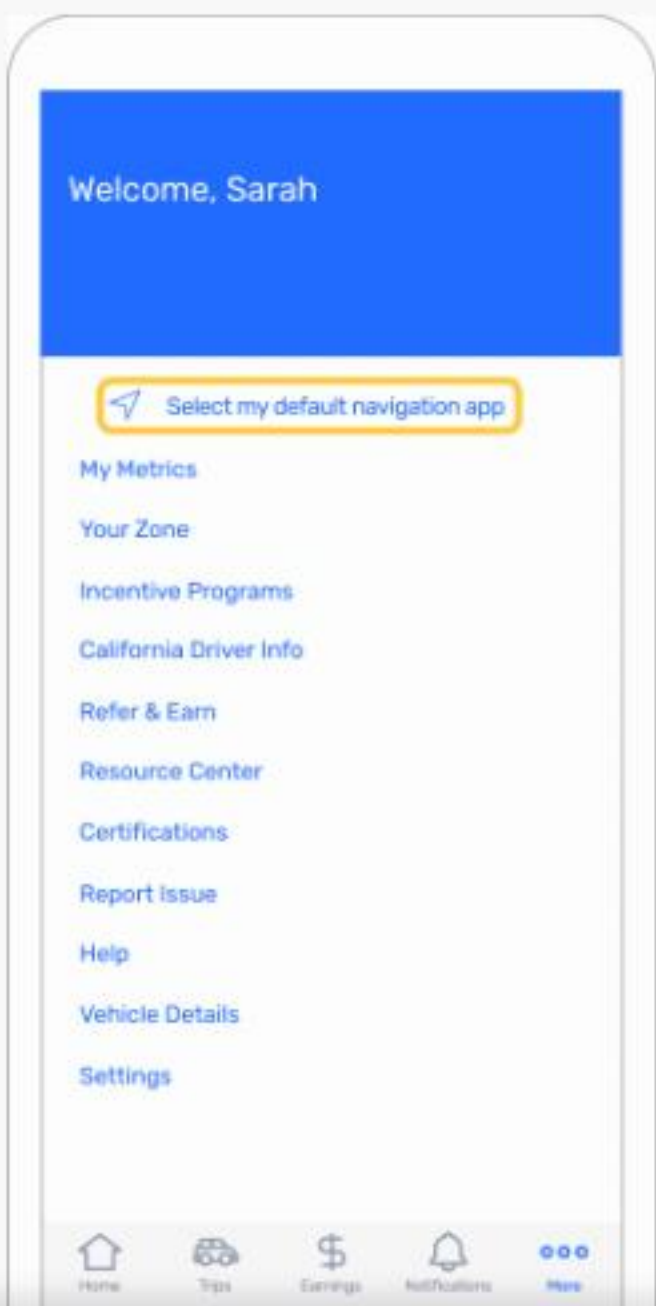 Welcome, Sarah
Select my default navigation app
My Metrics
Your Zone
Incentive Programs
California Driver Info
Refer & Earn
Resource Center
Certifications
Report Issue
Help
Vehicle Details
Settings
Home Trips Earnings Notifications More